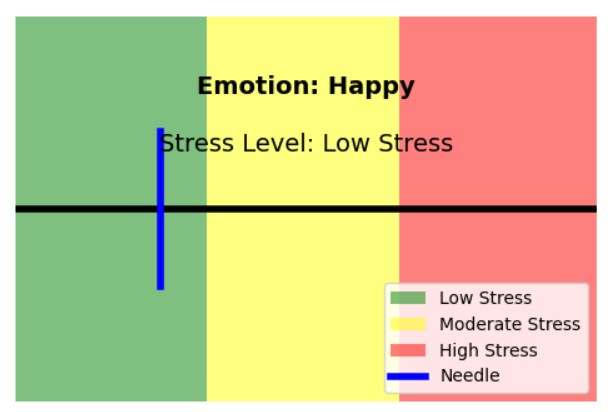 Emotion: Happy
Stress Level: Low Stress
Low Stress
Moderate Stress
High Stress
Needle